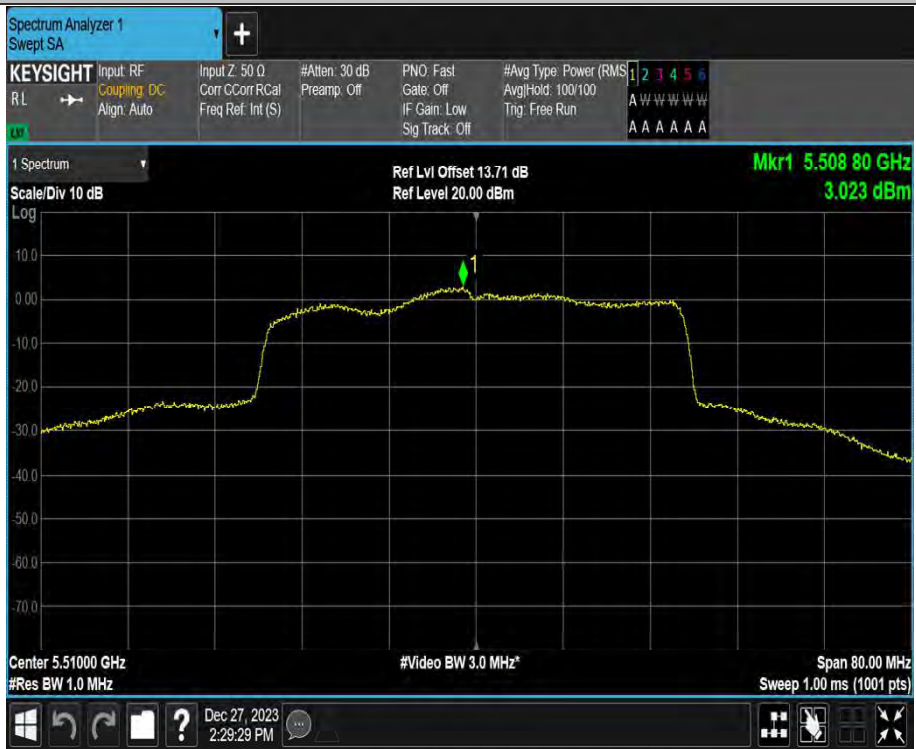 Spectrum Analyzer 1
Swept SA
+
KEYSIGHT
RL
Input: RF
Coupling: DC
Align: Auto
Input Z: 50 Ω
Corr CCorr RCal
Freq Ref: Int (S)
#Atten: 30 dB
Preamp: Off
PNO: Fast
Gate: Off
IF Gain: Low
Sig Track: Off
#Avg Type: Power (RMS
Avg|Hold: 100/100
Trig: Free Run
1 2 3 4 5 6
A W W W W W
A A A A A A
1 Spectrum
Scale/Div 10 dB
Ref Lvl Offset 13.71 dB
Ref Level 20.00 dBm
Mkr1 5.508 80 GHz
3.023 dBm
Log
10.0
0.00
-10.0
-20.0
-30.0
-40.0
-50.0
-60.0
-70.0
1
Center 5.51000 GHz
#Res BW 1.0 MHz
#Video BW 3.0 MHz*
Span 80.00 MHz
Sweep 1.00 ms (1001 pts)
?
Dec 27, 2023
2:29:29 PM